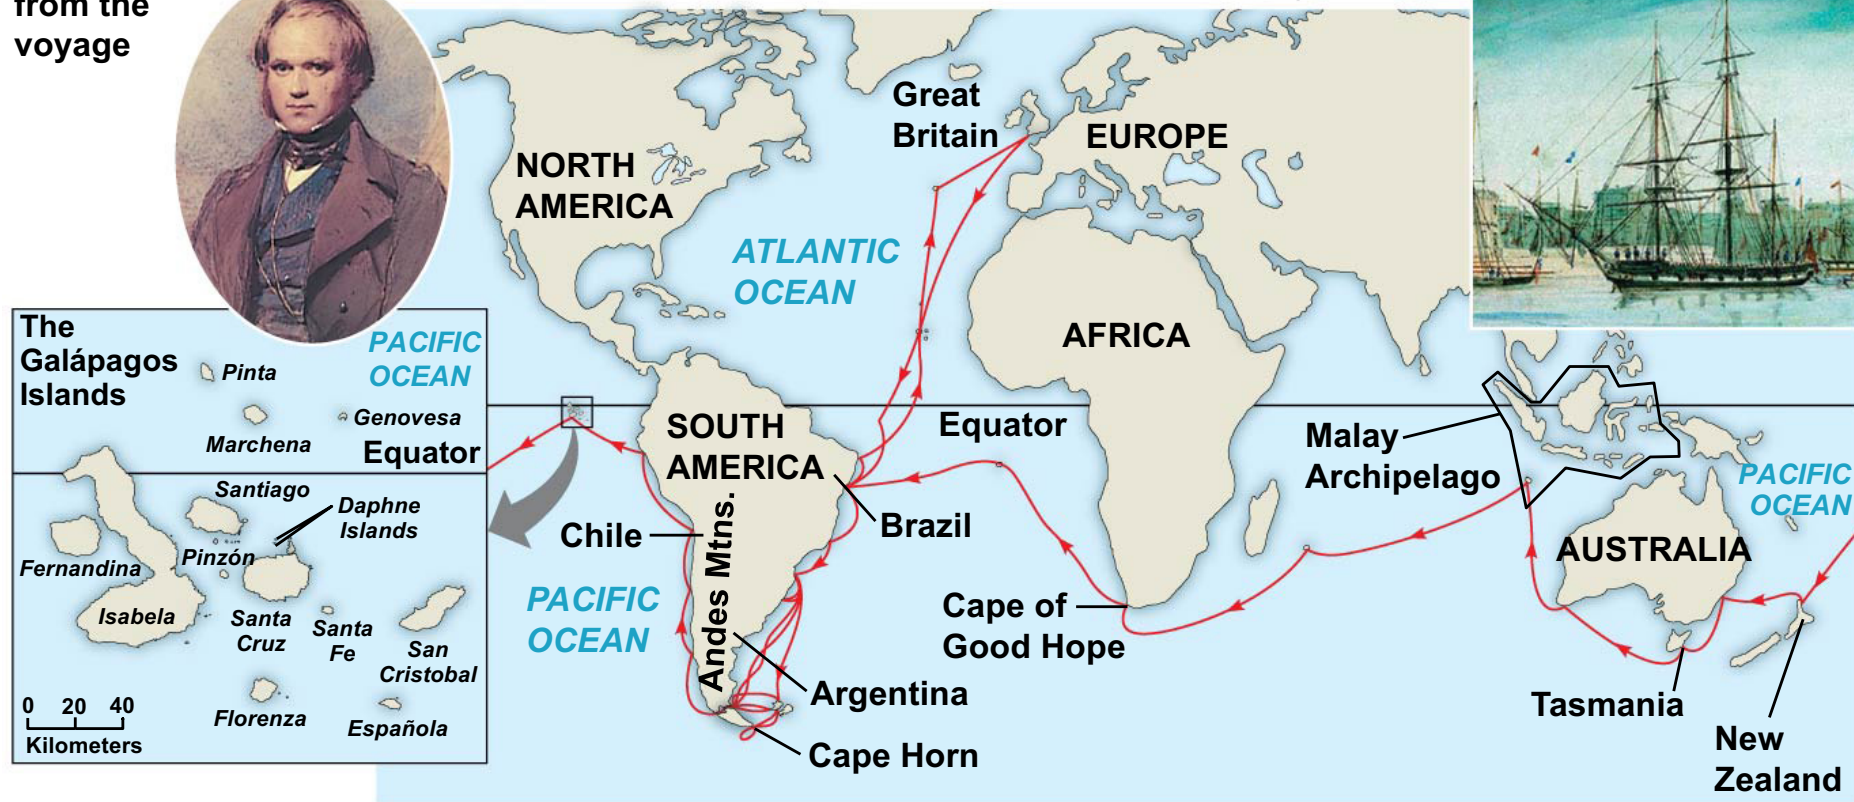 from the
voyage
Great
Britain
EUROPE
NORTH
AMERICA
ATLANTIC
OCEAN
AFRICA
The
Galápagos
Islands
PACIFIC
OCEAN
Pinta
Genovesa
Marchena
Equator
Santiago
Daphne
Islands
Pinzón
Fernandina
Isabela
Santa
Cruz
Santa
Fe
San
Cristobal
Florenza
Española
0 20 40
Kilometers
SOUTH
AMERICA
Equator
Malay
Archipelago
PACIFIC
OCEAN
Chile
Andes Mtns.
Brazil
AUSTRALIA
PACIFIC
OCEAN
Cape of
Good Hope
Argentina
Cape Horn
Tasmania
New
Zealand